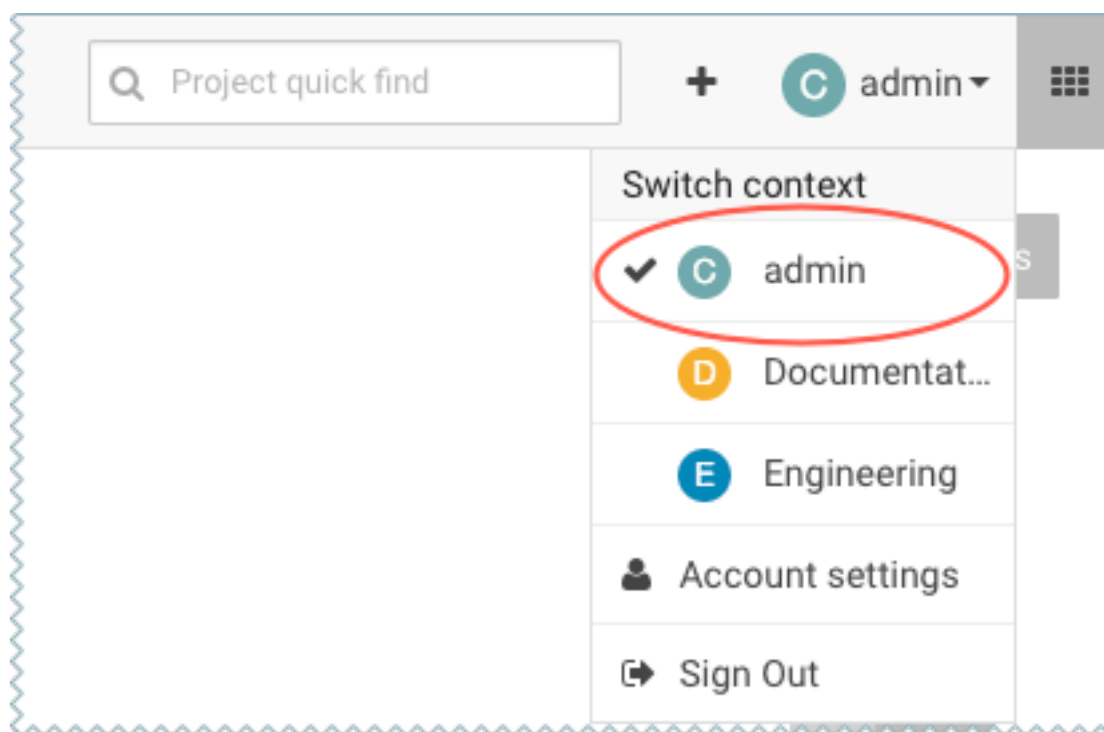 Project quick find
C admin
Switch context
C admin
s
D Documentat...
E Engineering
Account settings
Sign Out